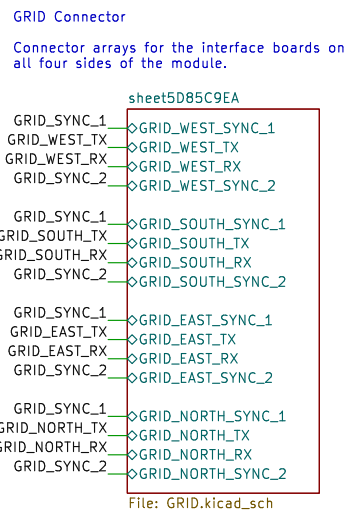 GRID Connector
Connector arrays for the interface boards on
all four sides of the module.
sheet5D85C9EA
GRID_SYNC_1 GRID_WEST_SYNC_1
GRID_WEST_TX GRID_WEST_TX
GRID_WEST_RX GRID_WEST_RX
GRID_SYNC_2 GRID_WEST_SYNC_2
GRID_SYNC_1 GRID_SOUTH_SYNC_1
GRID_SOUTH_TX GRID_SOUTH_TX
GRID_SOUTH_RX GRID_SOUTH_RX
GRID_SYNC_2 GRID_SOUTH_SYNC_2
GRID_SYNC_1 GRID_EAST_SYNC_1
GRID_EAST_TX GRID_EAST_TX
GRID_EAST_RX GRID_EAST_RX
GRID_SYNC_2 GRID_EAST_SYNC_2
GRID_SYNC_1 GRID_NORTH_SYNC_1
GRID_NORTH_TX GRID_NORTH_TX
GRID_NORTH_RX GRID_NORTH_RX
GRID_SYNC_2 GRID_NORTH_SYNC_2
File: GRID.kicad_sch